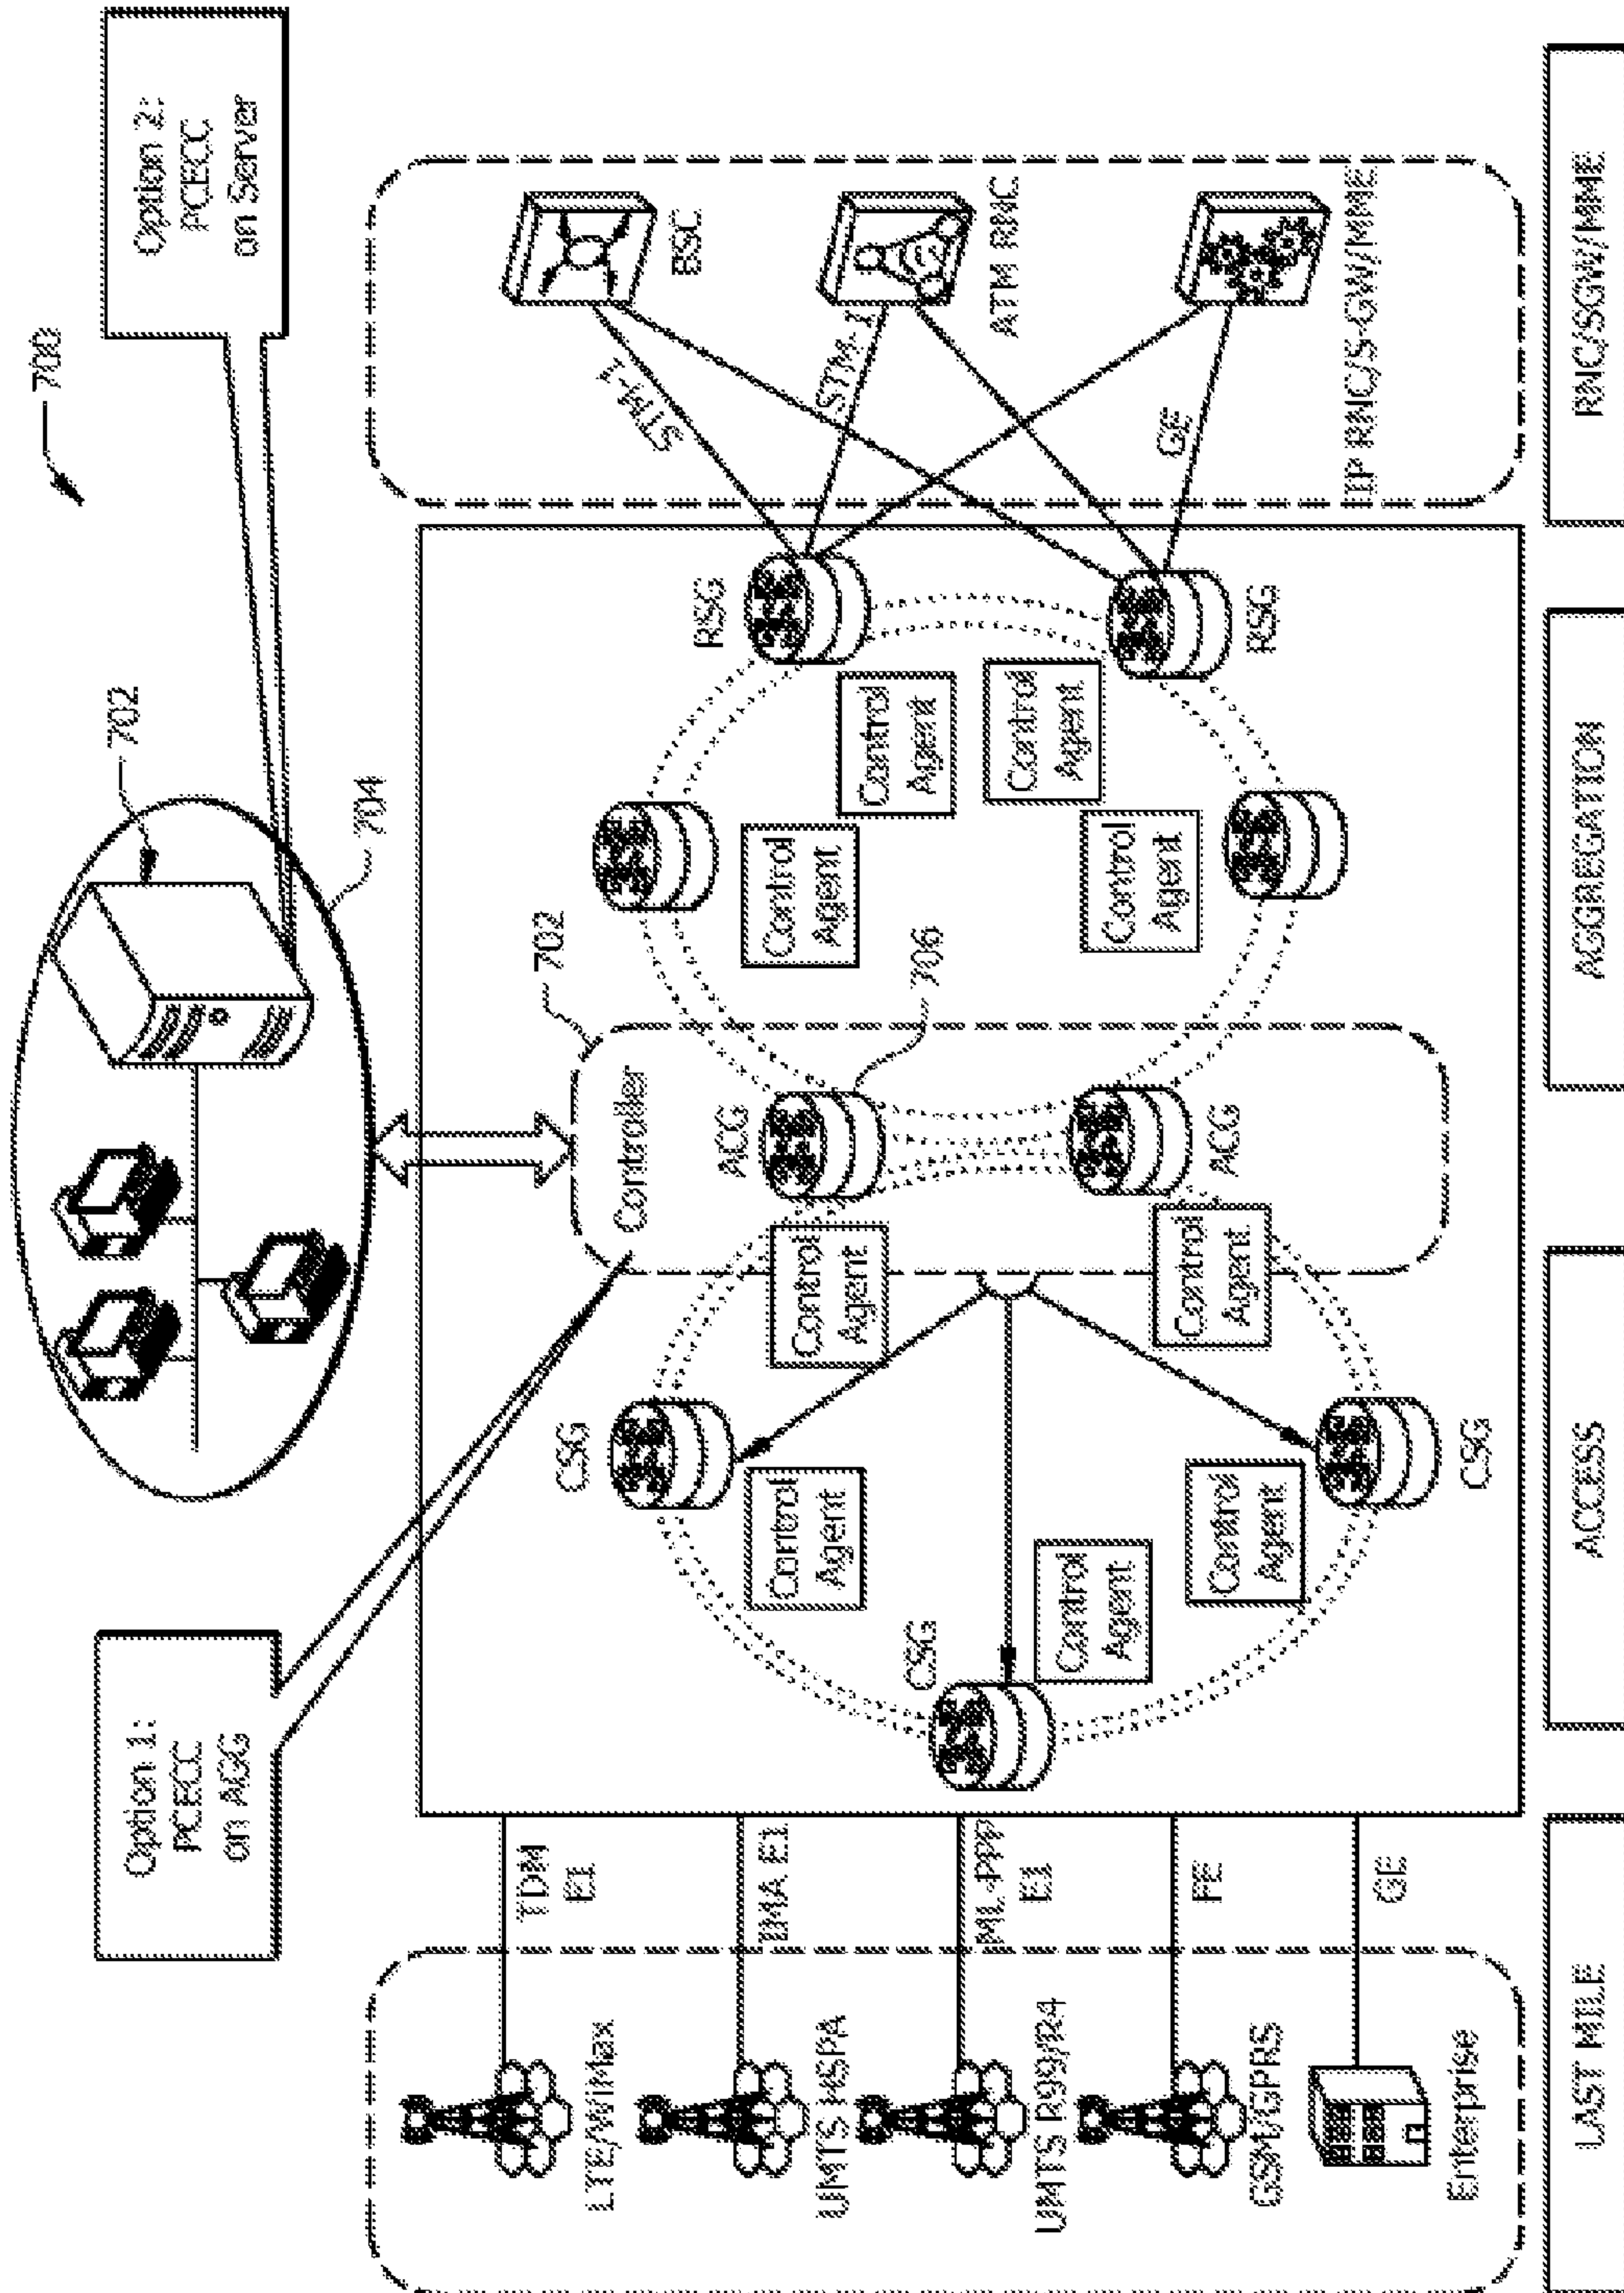 700
Option 1:
PCECC
on AGG
Option 2:
PCECC
on Server
702
704
Controller
702
706
LTE/WiMax
UMTS HSPA
UMTS R99/R4
GSM/GPRS
Enterprise
TDM
E1
IMA E1
ML-PPP
E1
FE
GE
CSG
CSG
CSG
Control
Agent
Control
Agent
Control
Agent
Control
Agent
Control
Agent
ACG
ACG
Control
Agent
Control
Agent
Control
Agent
Control
Agent
RSG
RSG
STM-1
STM-1
GE
BSC
ATM RNC
IP RNC/S-GW/MME
LAST MILE
ACCESS
AGGREGATION
RNC/SGW/MME